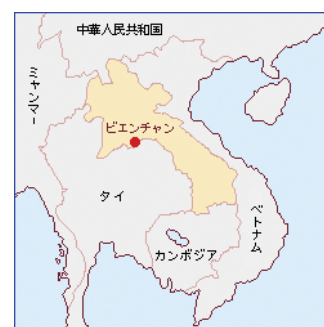 中華人民共和国
ミャンマー
ビエンチャン
タイ
ベトナム
カンボジア